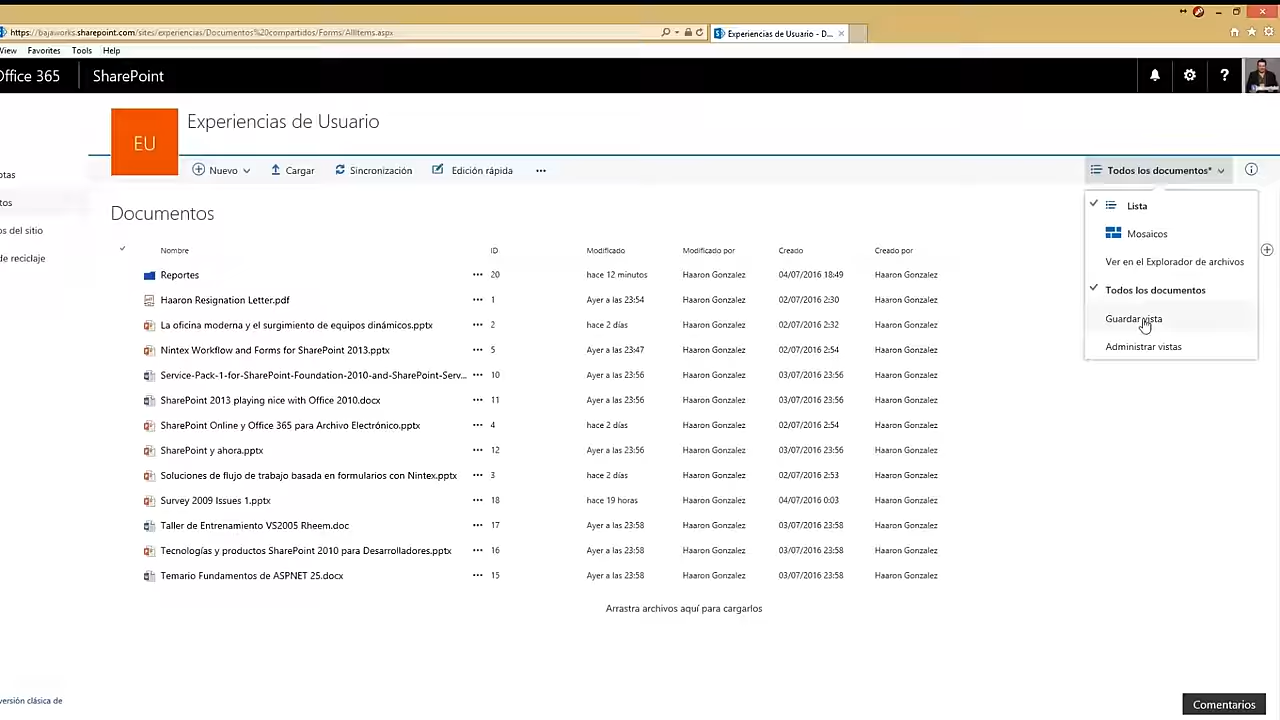 https://bajaworks.sharepoint.com/sites/experiencias/Documentos%20compartidos/Forms/AllItems.aspx
Experiencias de Usuario - D...
View Favorites Tools Help
Office 365 SharePoint
EU
Experiencias de Usuario
Nuevo Cargar Sincronización Edición rápida ... Todos los documentos*
otas
tos
os del sitio
de reciclaje
Lista
Mosaicos
Ver en el Explorador de archivos
Todos los documentos
Guardar vista
Administrar vistas
Documentos
Nombre ID Modificado Modificado por Creado Creado por
Reportes ... 20 hace 12 minutos Haaron Gonzalez 04/07/2016 18:49 Haaron Gonzalez
Haaron Resignation Letter.pdf ... 1 Ayer a las 23:54 Haaron Gonzalez 02/07/2016 2:30 Haaron Gonzalez
La oficina moderna y el surgimiento de equipos dinámicos.pptx ... 2 hace 2 días Haaron Gonzalez 02/07/2016 2:32 Haaron Gonzalez
Nintex Workflow and Forms for SharePoint 2013.pptx ... 5 Ayer a las 23:47 Haaron Gonzalez 02/07/2016 2:54 Haaron Gonzalez
Service-Pack-1-for-SharePoint-Foundation-2010-and-SharePoint-Serv... ... 10 Ayer a las 23:56 Haaron Gonzalez 03/07/2016 23:56 Haaron Gonzalez
SharePoint 2013 playing nice with Office 2010.docx ... 11 Ayer a las 23:56 Haaron Gonzalez 03/07/2016 23:56 Haaron Gonzalez
SharePoint Online y Office 365 para Archivo Electrónico.pptx ... 4 hace 2 días Haaron Gonzalez 02/07/2016 2:54 Haaron Gonzalez
SharePoint y ahora.pptx ... 12 Ayer a las 23:56 Haaron Gonzalez 03/07/2016 23:56 Haaron Gonzalez
Soluciones de flujo de trabajo basada en formularios con Nintex.pptx ... 3 hace 2 días Haaron Gonzalez 02/07/2016 2:53 Haaron Gonzalez
Survey 2009 Issues 1.pptx ... 18 hace 19 horas Haaron Gonzalez 04/07/2016 0:03 Haaron Gonzalez
Taller de Entrenamiento VS2005 Rheem.doc ... 17 Ayer a las 23:58 Haaron Gonzalez 03/07/2016 23:58 Haaron Gonzalez
Tecnologías y productos SharePoint 2010 para Desarrolladores.pptx ... 16 Ayer a las 23:58 Haaron Gonzalez 03/07/2016 23:58 Haaron Gonzalez
Temario Fundamentos de ASPNET 25.docx ... 15 Ayer a las 23:58 Haaron Gonzalez 03/07/2016 23:58 Haaron Gonzalez
Arrastra archivos aquí para cargarlos
versión clásica de
Comentarios